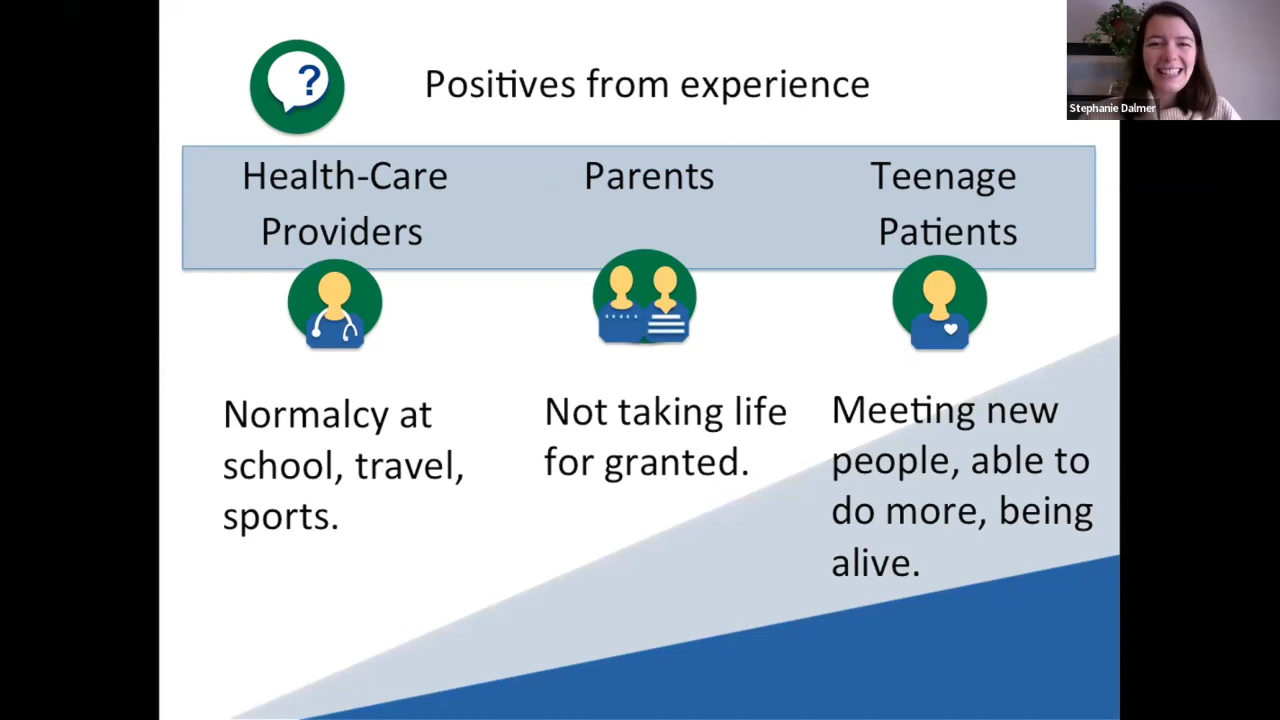 ?
Positives from experience
Stephanie Dalmer
Health-Care
Providers
Parents
Teenage
Patients
Normalcy at
school, travel,
sports.
Not taking life
for granted.
Meeting new
people, able to
do more, being
alive.